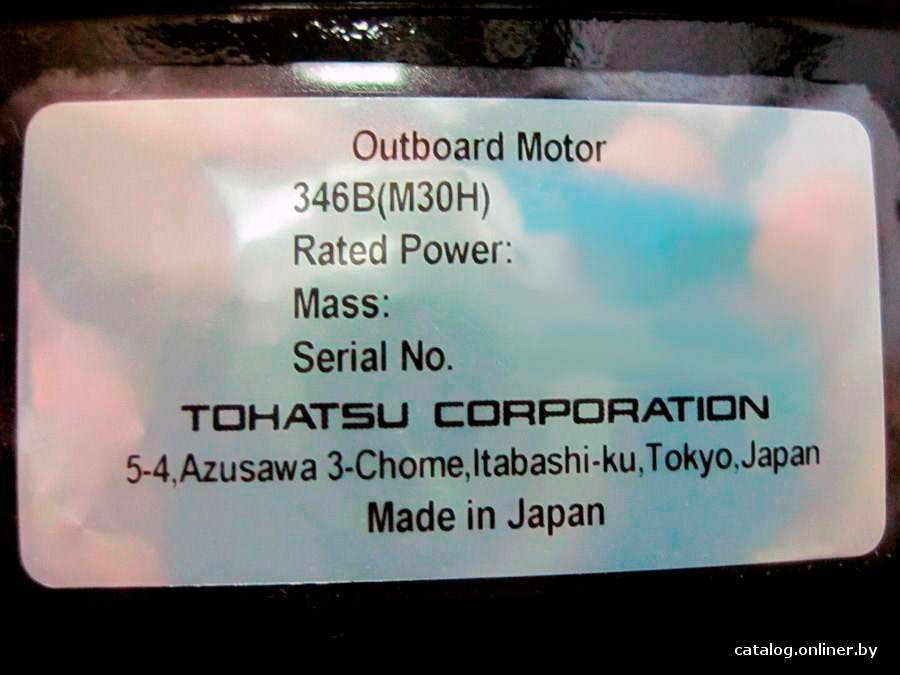 Outboard Motor
346B(M30H)
Rated Power:
Mass:
Serial No.
TOHATSU CORPORATION
5-4,Azusawa 3-Chome,Itabashi-ku,Tokyo,Japan
Made in Japan
catalog.onliner.by